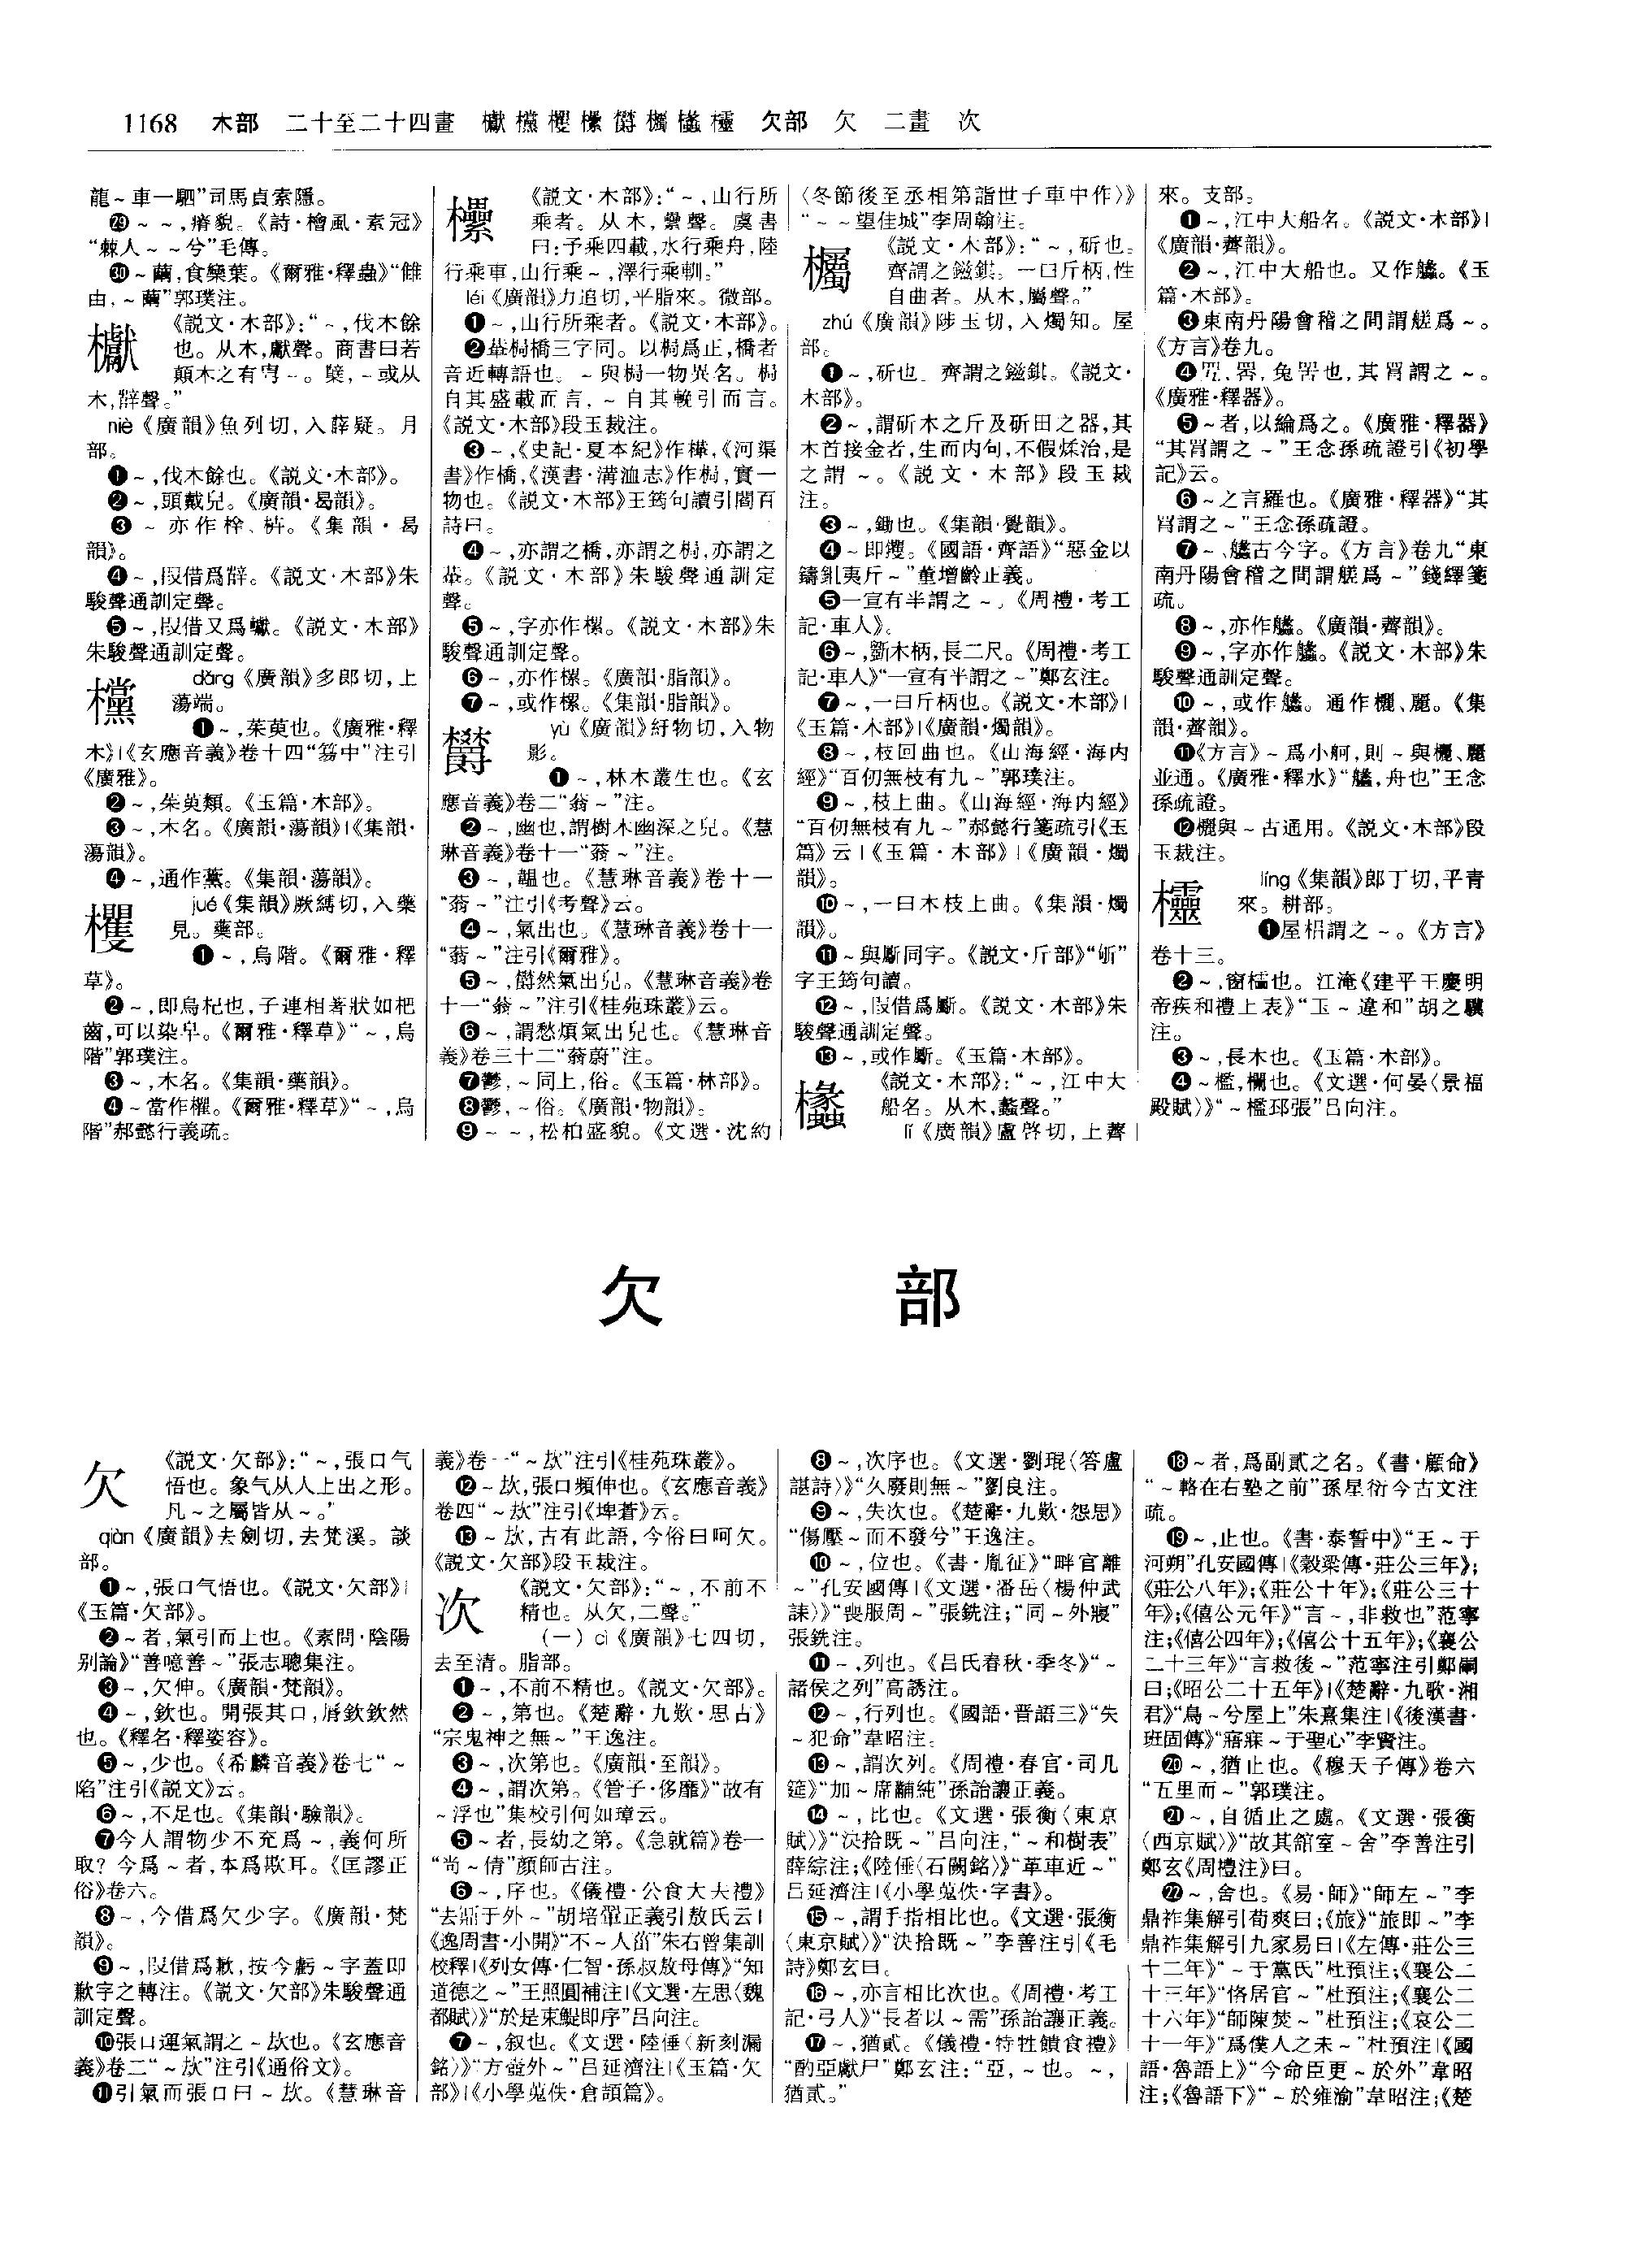 1168 木部 二十至二十四畫 欠部 欠 二畫 次
龍～車一駟”司馬貞索隱。
㉙～～,瘠貌。《詩·檜風·素冠》
“棘人～～兮”毛傳。
㉚～繭,食欒葉。《爾雅·釋蟲》“雔
由,～繭”郭璞注。
欁
《説文·木部》:“～,伐木餘
也。从木,獻聲。商書曰若
顛木之有甹～。櫱,～或从
木,辥聲。”
niè《廣韻》魚列切,入薛疑。月
部。
❶～,伐木餘也。《説文·木部》。
❷～,頭戴皃。《廣韻·曷韻》。
❸～亦作栓、枿。《集韻·曷
韻》。
❹～,叚借爲辥。《説文·木部》朱
駿聲通訓定聲。
❺～,叚借又爲巘。《説文·木部》
朱駿聲通訓定聲。
欓
dǎng《廣韻》多郎切,上
蕩端。
❶～,茱萸也。《廣雅·釋
木》|《玄應音義》卷十四“芻中”注引
《廣雅》。
❷～,茱萸類。《玉篇·木部》。
❸～,木名。《廣韻·蕩韻》|《集韻·
蕩韻》。
❹～,通作黨。《集韻·蕩韻》。
欔
jué《集韻》厥縛切,入藥
見。藥部。
❶～,烏階。《爾雅·釋
草》。
❷～,即烏杷也,子連相著狀如杷
齒,可以染皁。《爾雅·釋草》“～,烏
階”郭璞注。
❸～,木名。《集韻·藥韻》。
❹～當作欋。《爾雅·釋草》“～,烏
階”郝懿行義疏。
欙
《説文·木部》:“～,山行所
乘者。从木,纍聲。虞書
曰:予乘四載,水行乘舟,陸
行乘車,山行乘～,澤行乘軔。”
léi《廣韻》力追切,平脂來。微部。
❶～,山行所乘者。《説文·木部》。
❷梮橋三字同。以梮爲正,橋者
音近轉語也。～與梮一物異名。梮
自其盛載而言,～自其輓引而言。
《説文·木部》段玉裁注。
❸～,《史記·夏本紀》作檋,《河渠
書》作橋,《漢書·溝洫志》作梮,實一
物也。《説文·木部》王筠句讀引閻百
詩曰。
❹～,亦謂之橋,亦謂之梮,亦謂之
。《説文·木部》朱駿聲通訓定
聲。
❺～,字亦作樏。《説文·木部》朱
駿聲通訓定聲。
❻～,亦作樏。《廣韻·脂韻》。
❼～,或作樏。《集韻·脂韻》。
欝
yù《廣韻》紆物切,入物
影。
❶～,林木叢生也。《玄
應音義》卷二“蓊～”注。
❷～,幽也,謂樹木幽深之皃。《慧
琳音義》卷十一“蓊～”注。
❸～,韞也。《慧琳音義》卷十一
“蓊～”注引《考聲》云。
❹～,氣出也。《慧琳音義》卷十一
“蓊～”注引《爾雅》。
❺～,欝然氣出皃。《慧琳音義》卷
十一“蓊～”注引《桂苑珠叢》云。
❻～,謂愁煩氣出皃也。《慧琳音
義》卷三十二“蓊蔚”注。
❼鬱,～同上,俗。《玉篇·林部》。
❽鬱,～俗。《廣韻·物韻》。
❾～～,松柏盛貌。《文選·沈約
〈冬節後至丞相第詣世子車中作〉》
“～～望佳城”李周翰注。
欘
《説文·木部》:“～,斫也。
齊謂之鎡錤。一曰斤柄,性
自曲者。从木,屬聲。”
zhú《廣韻》陟玉切,入燭知。屋
部。
❶～,斫也。齊謂之鎡錤。《説文·
木部》。
❷～,謂斫木之斤及斫田之器,其
木首接金者,生而内句,不假煣治,是
之謂～。《説文·木部》段玉裁
注。
❸～,鋤也。《集韻·覺韻》。
❹～即欘。《國語·齊語》“惡金以
鑄鉏夷斤～”董增齡正義。
❺一宣有半謂之～。《周禮·考工
記·車人》。
❻～,斵木柄,長二尺。《周禮·考工
記·車人》“一宣有半謂之～”鄭玄注。
❼～,一曰斤柄也。《説文·木部》|
《玉篇·木部》|《廣韻·燭韻》。
❽～,枝回曲也。《山海經·海内
經》“百仞無枝有九～”郭璞注。
❾～,枝上曲。《山海經·海内經》
“百仞無枝有九～”郝懿行箋疏引《玉
篇》云|《玉篇·木部》|《廣韻·燭
韻》。
❿～,一曰木枝上曲。《集韻·燭
韻》。
⓫～與斸同字。《説文·斤部》“斪”
字王筠句讀。
⓬～,叚借爲斸。《説文·木部》朱
駿聲通訓定聲。
⓭～,或作斸。《玉篇·木部》。
欚
《説文·木部》:“～,江中大
船名。从木,蠡聲。”
lǐ《廣韻》盧啓切,上薺
來。支部。
❶～,江中大船名。《説文·木部》|
《廣韻·薺韻》。
❷～,江中大船也。又作艬。《玉
篇·木部》。
❸東南丹陽會稽之間謂艖爲～。
《方言》卷九。
❹罞、罤,兔罟也,其罥謂之～。
《廣雅·釋器》。
❺～者,以綸爲之。《廣雅·釋器》
“其罥謂之～”王念孫疏證引《初學
記》云。
❻～之言羅也。《廣雅·釋器》“其
罥謂之～”王念孫疏證。
❼～、艬古今字。《方言》卷九“東
南丹陽會稽之間謂艖爲～”錢繹箋
疏。
❽～,亦作艬。《廣韻·薺韻》。
❾～,字亦作艬。《説文·木部》朱
駿聲通訓定聲。
❿～,或作艬。通作欐、麗。《集
韻·薺韻》。
⓫《方言》～爲小舸,則～與欐、麗
並通。《廣雅·釋水》“艬,舟也”王念
孫疏證。
⓬欐與～古通用。《説文·木部》段
玉裁注。
欞
líng《集韻》郎丁切,平青
來。耕部。
❶屋梠謂之～。《方言》
卷十三。
❷～,窗櫺也。江淹《建平王慶明
帝疾和禮上表》“玉～違和”胡之驥
注。
❸～,長木也。《玉篇·木部》。
❹～檻,欄也。《文選·何晏〈景福
殿賦〉》“～檻邳張”吕向注。
欠 部
欠
《説文·欠部》:“～,張口气
悟也。象气从人上出之形。
凡～之屬皆从～。”
qiàn《廣韻》去劍切,去梵溪。談
部。
❶～,張口气悟也。《説文·欠部》|
《玉篇·欠部》。
❷～者,氣引而上也。《素問·陰陽
别論》“善噫善～”張志聰集注。
❸～,欠伸。《廣韻·梵韻》。
❹～,欽也。開張其口,脣欽欽然
也。《釋名·釋姿容》。
❺～,少也。《希麟音義》卷七“～
陷”注引《説文》云。
❻～,不足也。《集韻·驗韻》。
❼今人謂物少不充爲～,義何所
取?今爲～者,本爲欺耳。《匡謬正
俗》卷六。
❽～,今借爲欠少字。《廣韻·梵
韻》。
❾～,叚借爲歉,按今虧～字蓋即
歉字之轉注。《説文·欠部》朱駿聲通
訓定聲。
❿張口運氣謂之～㰦也。《玄應音
義》卷二“～㰦”注引《通俗文》。
⓫引氣而張口曰～㰦。《慧琳音
義》卷一“～㰦”注引《桂苑珠叢》。
⓬～㰦,張口頻伸也。《玄應音義》
卷四“～㰦”注引《埤蒼》云。
⓭～㰦,古有此語,今俗曰呵欠。
《説文·欠部》段玉裁注。
次
《説文·欠部》:“～,不前不
精也。从欠,二聲。”
(一)cì《廣韻》七四切,
去至清。脂部。
❶～,不前不精也。《説文·欠部》。
❷～,第也。《楚辭·九歎·思古》
“宗鬼神之無～”王逸注。
❸～,次第也。《廣韻·至韻》。
❹～,謂次第。《管子·侈靡》“故有
～浮也”集校引何如璋云。
❺～者,長幼之第。《急就篇》卷一
“尚～倩”顔師古注。
❻～,序也。《儀禮·公食大夫禮》
“去鼏于外～”胡培翬正義引敖氏云|
《逸周書·小開》“不～人菑”朱右曾集訓
校釋|《列女傳·仁智·孫叔敖母傳》“知
道德之～”王照圓補注|《文選·左思〈魏
都賦〉》“於是東鯷即序”吕向注。
❼～,叙也。《文選·陸倕〈新刻漏
銘〉》“方壺外～”吕延濟注|《玉篇·欠
部》|《小學蒐佚·倉頡篇》。
❽～,次序也。《文選·劉琨〈答盧
諶詩〉》“久廢則無～”劉良注。
❾～,失次也。《楚辭·九歎·怨思》
“傷壓～而不發兮”王逸注。
❿～,位也。《書·胤征》“畔官離
～”孔安國傳|《文選·潘岳〈楊仲武
誄〉》“喪服周～”張銑注;“同～外寢”
張銑注。
⓫～,列也。《吕氏春秋·季冬》“～
諸侯之列”高誘注。
⓬～,行列也。《國語·晉語三》“失
～犯命”韋昭注。
⓭～,謂次列。《周禮·春官·司几
筵》“加～席黼純”孫詒讓正義。
⓮～,比也。《文選·張衡〈東京
賦〉》“決拾既～”吕向注,“～和樹表”
薛綜注;《陸倕〈石闕銘〉》“革車近～”
吕延濟注|《小學蒐佚·字書》。
⓯～,謂手指相比也。《文選·張衡
〈東京賦〉》“決拾既～”李善注引《毛
詩》鄭玄曰。
⓰～,亦言相比次也。《周禮·考工
記·弓人》“長者以～需”孫詒讓正義。
⓱～,猶貳。《儀禮·特牲饋食禮》
“酌亞獻尸”鄭玄注:“亞,～也。～,
猶貳。”
⓲～者,爲副貳之名。《書·顧命》
“～輅在右塾之前”孫星衍今古文注
疏。
⓳～,止也。《書·泰誓中》“王～于
河朔”孔安國傳|《穀梁傳·莊公三年》;
《莊公八年》;《莊公十年》;《莊公三十
年》;《僖公元年》“言～,非救也”范寧
注;《僖公四年》;《僖公十五年》;《襄公
二十三年》“言救後～”范寧注引鄭嗣
曰;《昭公二十五年》|《楚辭·九歌·湘
君》“鳥～兮屋上”朱熹集注|《後漢書·
班固傳》“寤寐～于聖心”李賢注。
⓴～,猶止也。《穆天子傳》卷六
“五里而～”郭璞注。
㉑～,自循止之處。《文選·張衡
〈西京賦〉》“故其館室～舍”李善注引
鄭玄《周禮注》曰。
㉒～,舍也。《易·師》“師左～”李
鼎祚集解引荀爽曰;《旅》“旅即～”李
鼎祚集解引九家易曰|《左傳·莊公三
十二年》“～于黨氏”杜預注;《襄公二
十三年》“恪居官～”杜預注;《襄公二
十六年》“師陳焚～”杜預注;《哀公二
十一年》“爲僕人之未～”杜預注|《國
語·魯語上》“今命臣更～於外”韋昭
注;《魯語下》“～於雍渝”韋昭注;《楚